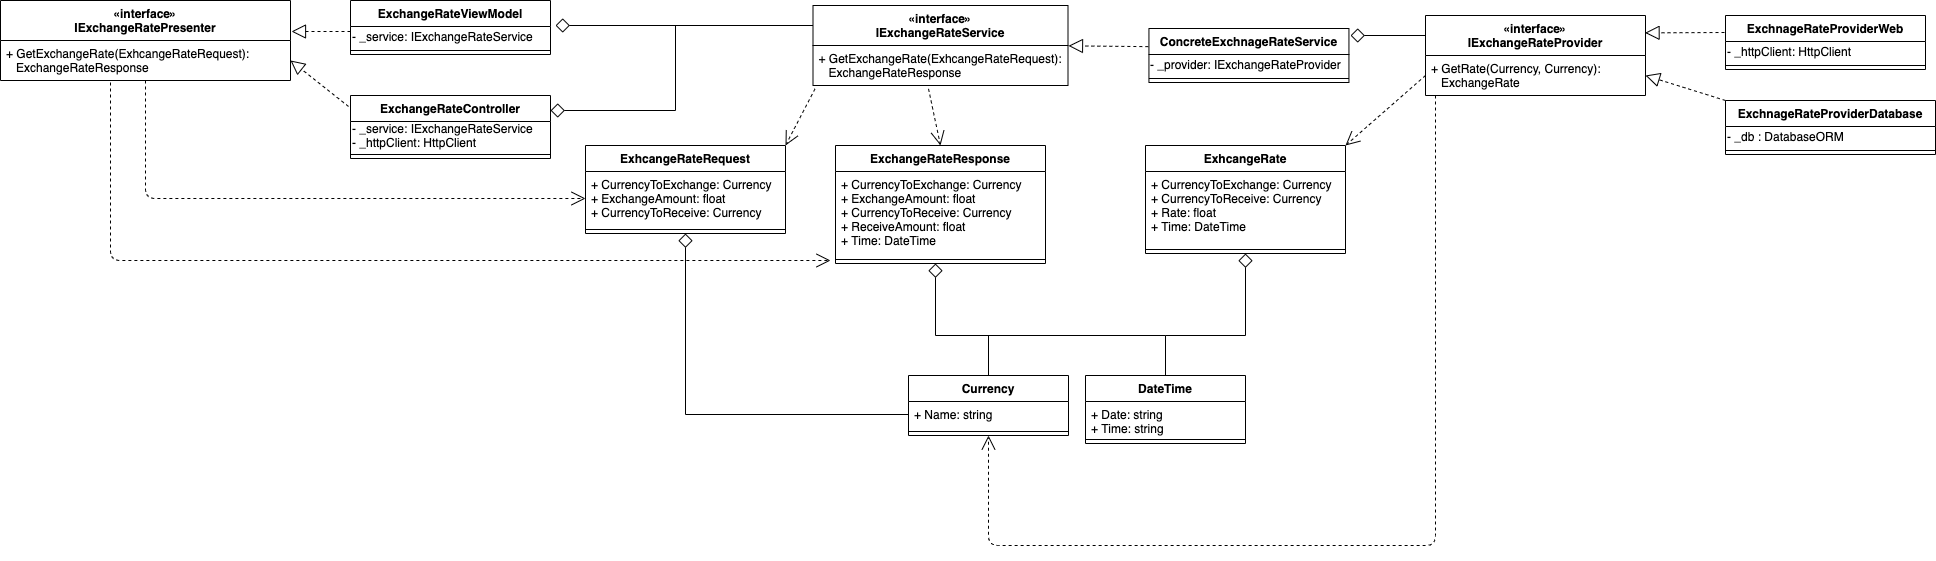 «interface»
IExchangeRatePresenter
+ GetExchangeRate(ExhcangeRateRequest):
ExchangeRateResponse
ExchangeRateViewModel
- _service: IExchangeRateService
ExchangeRateController
- _service: IExchangeRateService
- _httpClient: HttpClient
«interface»
IExchangeRateService
+ GetExchangeRate(ExhcangeRateRequest):
ExchangeRateResponse
ConcreteExchnageRateService
- _provider: IExchangeRateProvider
«interface»
IExchangeRateProvider
+ GetRate(Currency, Currency):
ExchangeRate
ExchnageRateProviderWeb
- _httpClient: HttpClient
ExchnageRateProviderDatabase
- _db : DatabaseORM
ExhcangeRateRequest
+ CurrencyToExchange: Currency
+ ExchangeAmount: float
+ CurrencyToReceive: Currency
ExchangeRateResponse
+ CurrencyToExchange: Currency
+ ExchangeAmount: float
+ CurrencyToReceive: Currency
+ ReceiveAmount: float
+ Time: DateTime
ExhcangeRate
+ CurrencyToExchange: Currency
+ CurrencyToReceive: Currency
+ Rate: float
+ Time: DateTime
Currency
+ Name: string
DateTime
+ Date: string
+ Time: string